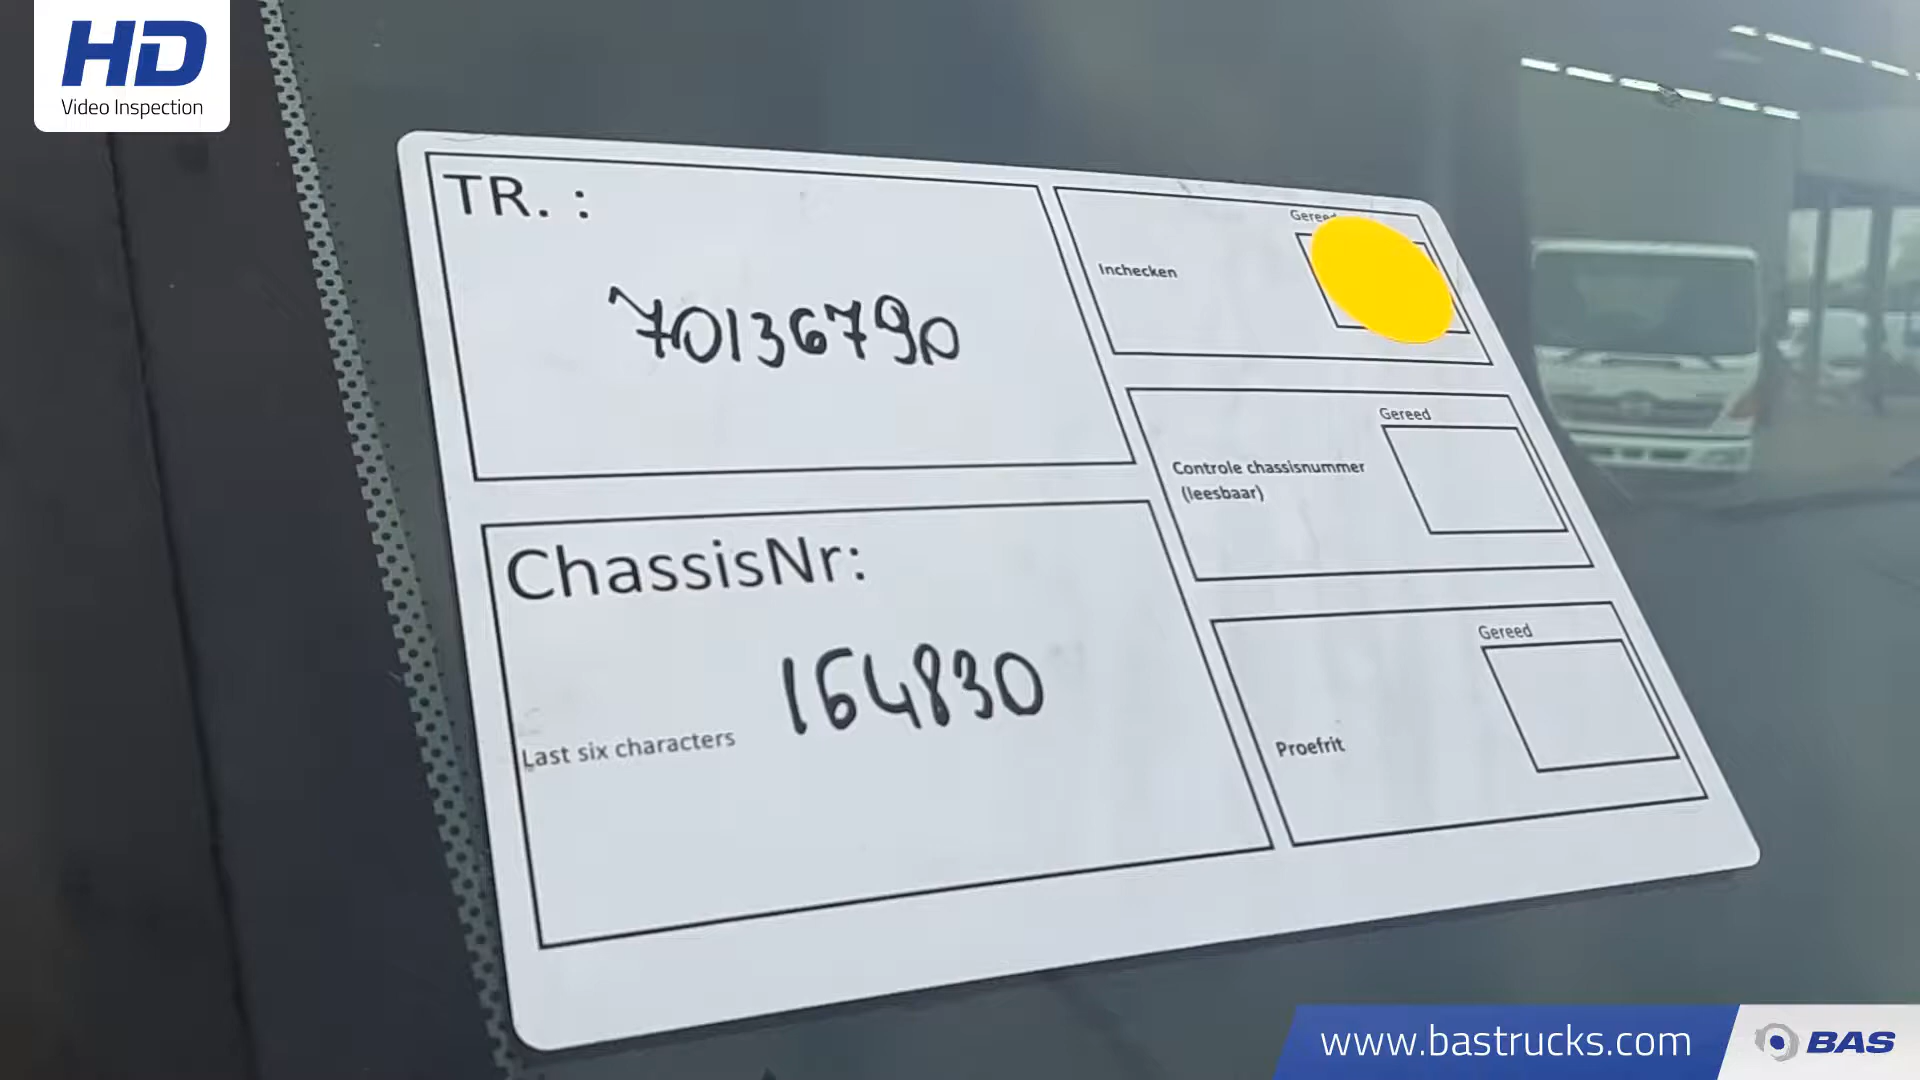 HD
Video Inspection
TR. :
70136790
ChassisNr:
164830
Last six characters
Gereed
Inchecken
Gereed
Controle chassisnummer
(leesbaar)
Gereed
Proefrit
www.bastrucks.com
BAS